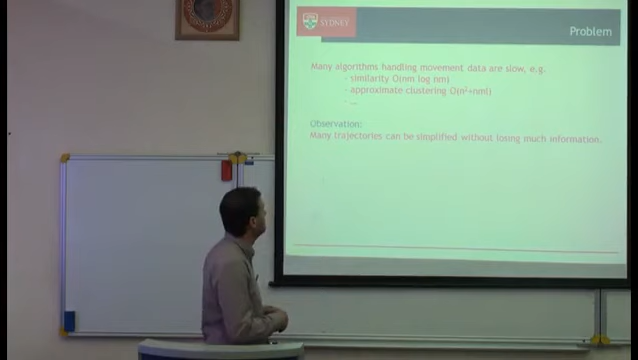 SYDNEY
Problem
Many algorithms handling movement data are slow, e.g.
- similarity O(nm log nm)
- approximate clustering O(n²+nml)
- ...
Observation:
Many trajectories can be simplified without losing much information.